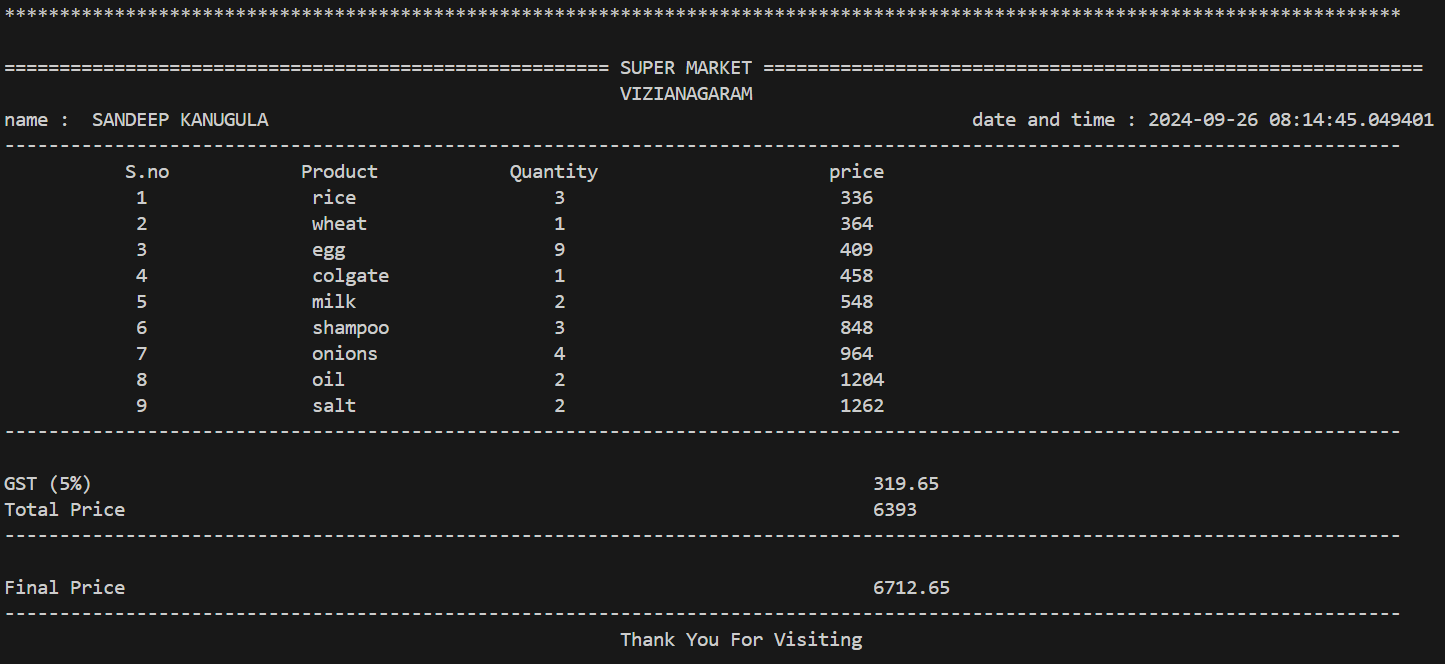 *******************************************************************************************************************************
======================================================= SUPER MARKET ============================================================
VIZIANAGARAM
name :  SANDEEP KANUGULA date and time : 2024-09-26 08:14:45.049401
-------------------------------------------------------------------------------------------------------------------------------
S.no Product Quantity price
1 rice 3 336
2 wheat 1 364
3 egg 9 409
4 colgate 1 458
5 milk 2 548
6 shampoo 3 848
7 onions 4 964
8 oil 2 1204
9 salt 2 1262
-------------------------------------------------------------------------------------------------------------------------------
GST (5%) 319.65
Total Price 6393
-------------------------------------------------------------------------------------------------------------------------------
Final Price 6712.65
-------------------------------------------------------------------------------------------------------------------------------
Thank You For Visiting